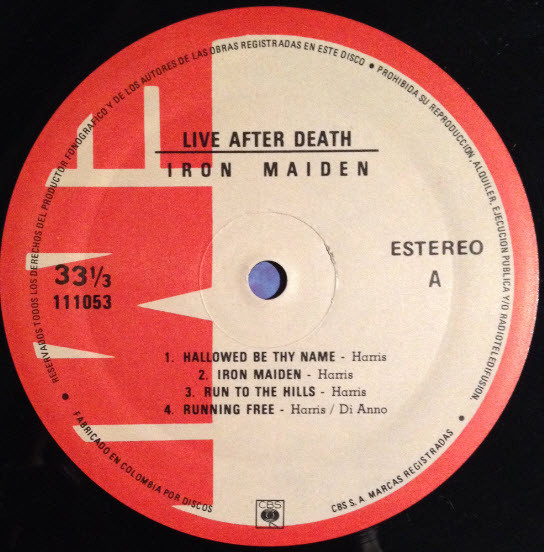 RESERVADOS TODOS LOS DERECHOS DEL PRODUCTOR FONOGRAFICO Y DE LOS AUTORES DE LAS OBRAS REGISTRADAS EN ESTE DISCO • PROHIBIDA SU REPRODUCCION, ALQUILER, EJECUCION PUBLICA Y/O RADIOTELEDIFUSION.
LIVE AFTER DEATH
IRON MAIDEN
33 1/3
111053
ESTEREO
A
1. HALLOWED BE THY NAME - Harris
2. IRON MAIDEN - Harris
3. RUN TO THE HILLS - Harris
4. RUNNING FREE - Harris / Di Anno
CBS
• FABRICADO EN COLOMBIA POR DISCOS
CBS S. A. MARCAS REGISTRADAS •